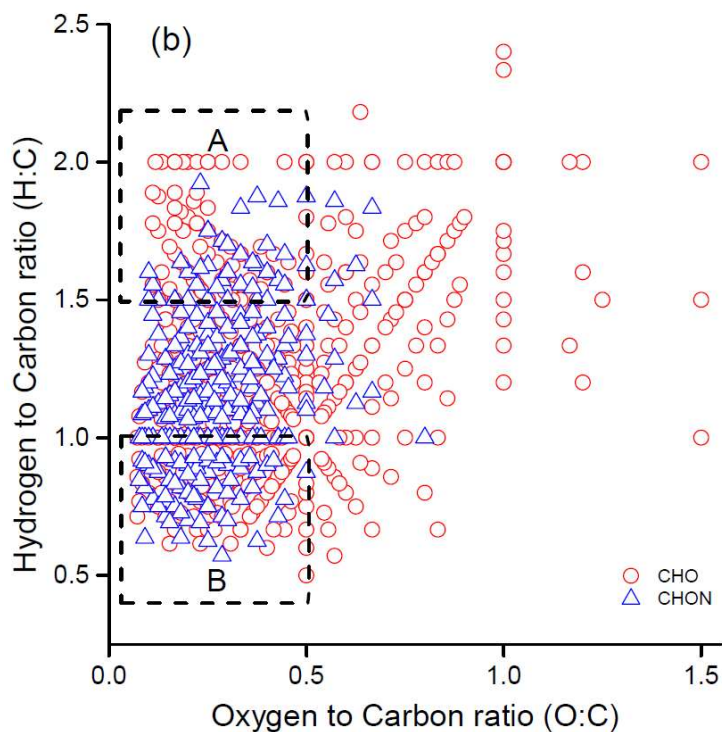 (b)
Hydrogen to Carbon ratio (H:C)
2.5
2.0
1.5
1.0
0.5
A
B
CHO
CHON
0.0
0.5
1.0
1.5
Oxygen to Carbon ratio (O:C)